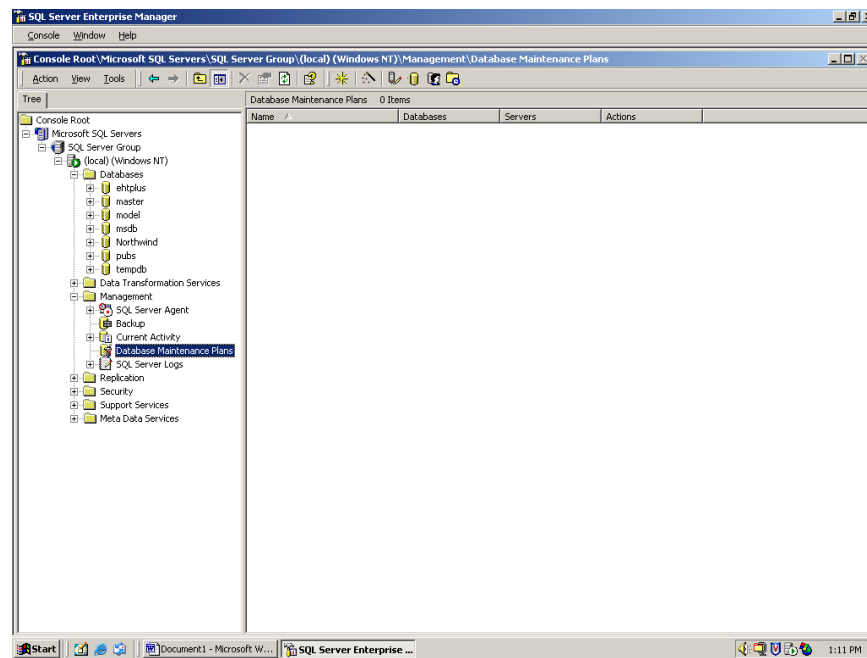 SQL Server Enterprise Manager
Console Window Help
Console Root\Microsoft SQL Servers\SQL Server Group\(local) (Windows NT)\Management\Database Maintenance Plans
Action View Tools
Tree
Database Maintenance Plans 0 Items
Name Databases Servers Actions
Console Root
Microsoft SQL Servers
SQL Server Group
(local) (Windows NT)
Databases
ehtplus
master
model
msdb
Northwind
pubs
tempdb
Data Transformation Services
Management
SQL Server Agent
Backup
Current Activity
Database Maintenance Plans
SQL Server Logs
Replication
Security
Support Services
Meta Data Services
Start Document1 - Microsoft W... SQL Server Enterprise ... 1:11 PM